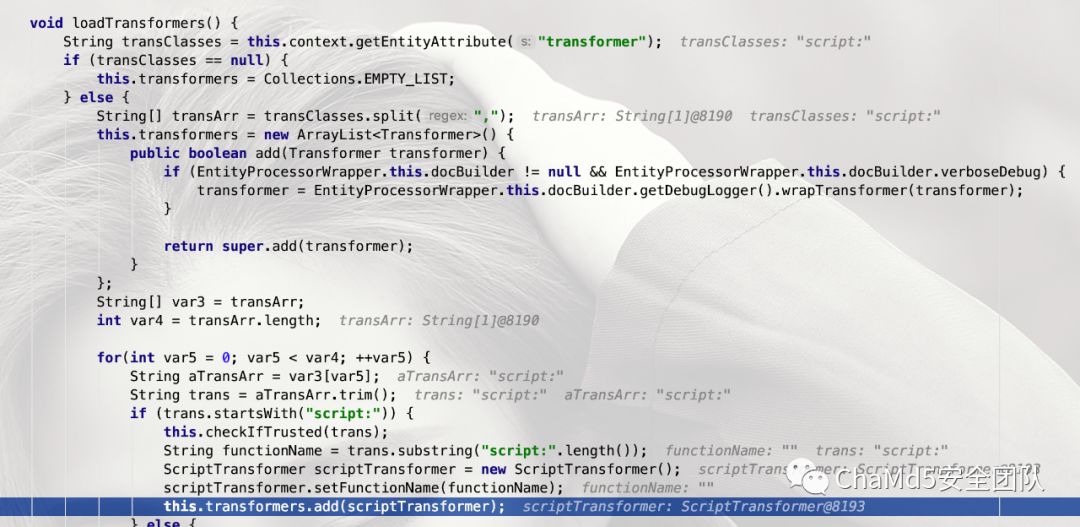 void loadTransformers() {
String transClasses = this.context.getEntityAttribute( s: "transformer");  transClasses: "script:"
if (transClasses == null) {
this.transformers = Collections.EMPTY_LIST;
} else {
String[] transArr = transClasses.split( regex: ",");  transArr: String[1]@8190  transClasses: "script:"
this.transformers = new ArrayList<Transformer>() {
public boolean add(Transformer transformer) {
if (EntityProcessorWrapper.this.docBuilder != null && EntityProcessorWrapper.this.docBuilder.verboseDebug) {
transformer = EntityProcessorWrapper.this.docBuilder.getDebugLogger().wrapTransformer(transformer);
}
return super.add(transformer);
}
};
String[] var3 = transArr;
int var4 = transArr.length;  transArr: String[1]@8190
for(int var5 = 0; var5 < var4; ++var5) {
String aTransArr = var3[var5];  aTransArr: "script:"
String trans = aTransArr.trim();  trans: "script:"  aTransArr: "script:"
if (trans.startsWith("script:")) {
this.checkIfTrusted(trans);
String functionName = trans.substring("script:".length());  functionName: ""  trans: "script:"
ScriptTransformer scriptTransformer = new ScriptTransformer();  scriptTransformer: ScriptTransformer@8193
scriptTransformer.setFunctionName(functionName);  functionName: ""
ChaMd5安全团队
this.transformers.add(scriptTransformer);  scriptTransformer: ScriptTransformer@8193
} else {